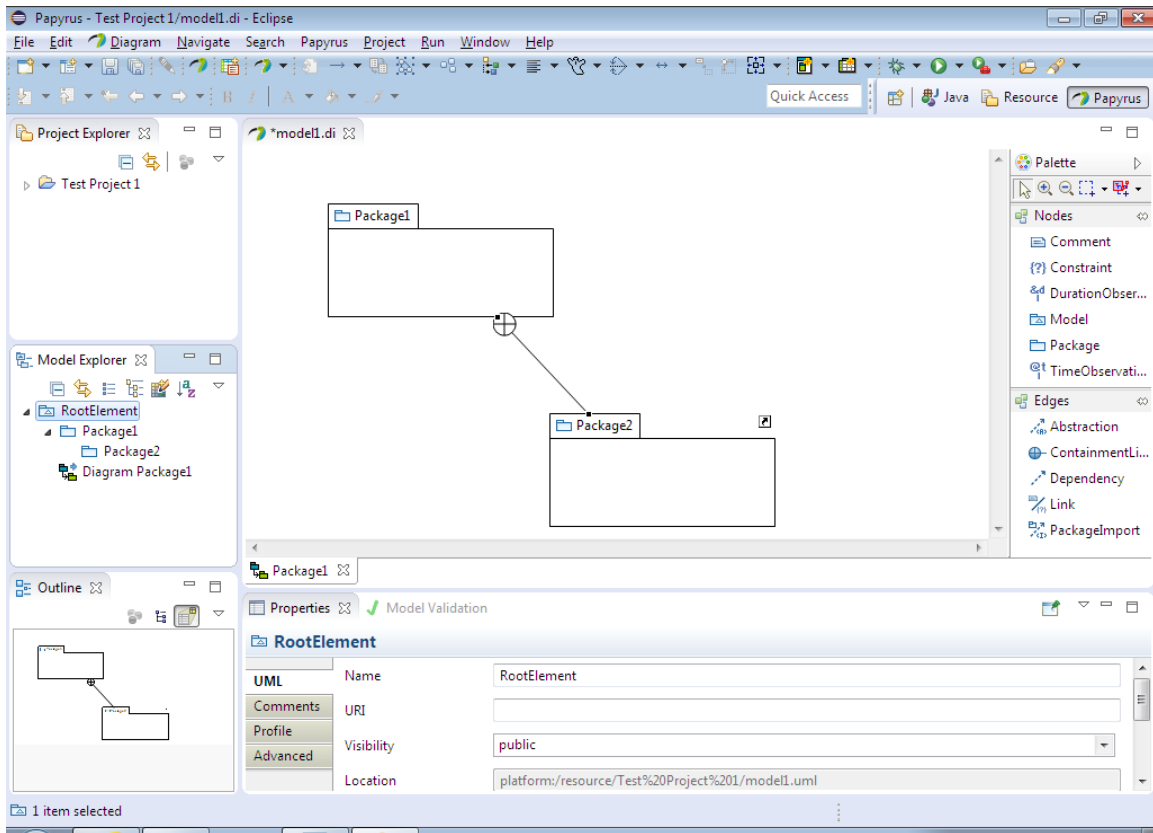 Papyrus - Test Project 1/model1.di - Eclipse
File Edit Diagram Navigate Search Papyrus Project Run Window Help
Quick Access Java Resource Papyrus
Project Explorer
Test Project 1
*model1.di
Package1
Package2
Palette
Nodes
Comment
{?} Constraint
DurationObser...
Model
Package
TimeObservati...
Edges
Abstraction
ContainmentLi...
Dependency
Link
PackageImport
Model Explorer
RootElement
Package1
Package2
Diagram Package1
Package1
Outline
Properties Model Validation
RootElement
UML
Comments
Profile
Advanced
Name RootElement
URI
Visibility public
Location platform:/resource/Test%20Project%201/model1.uml
1 item selected